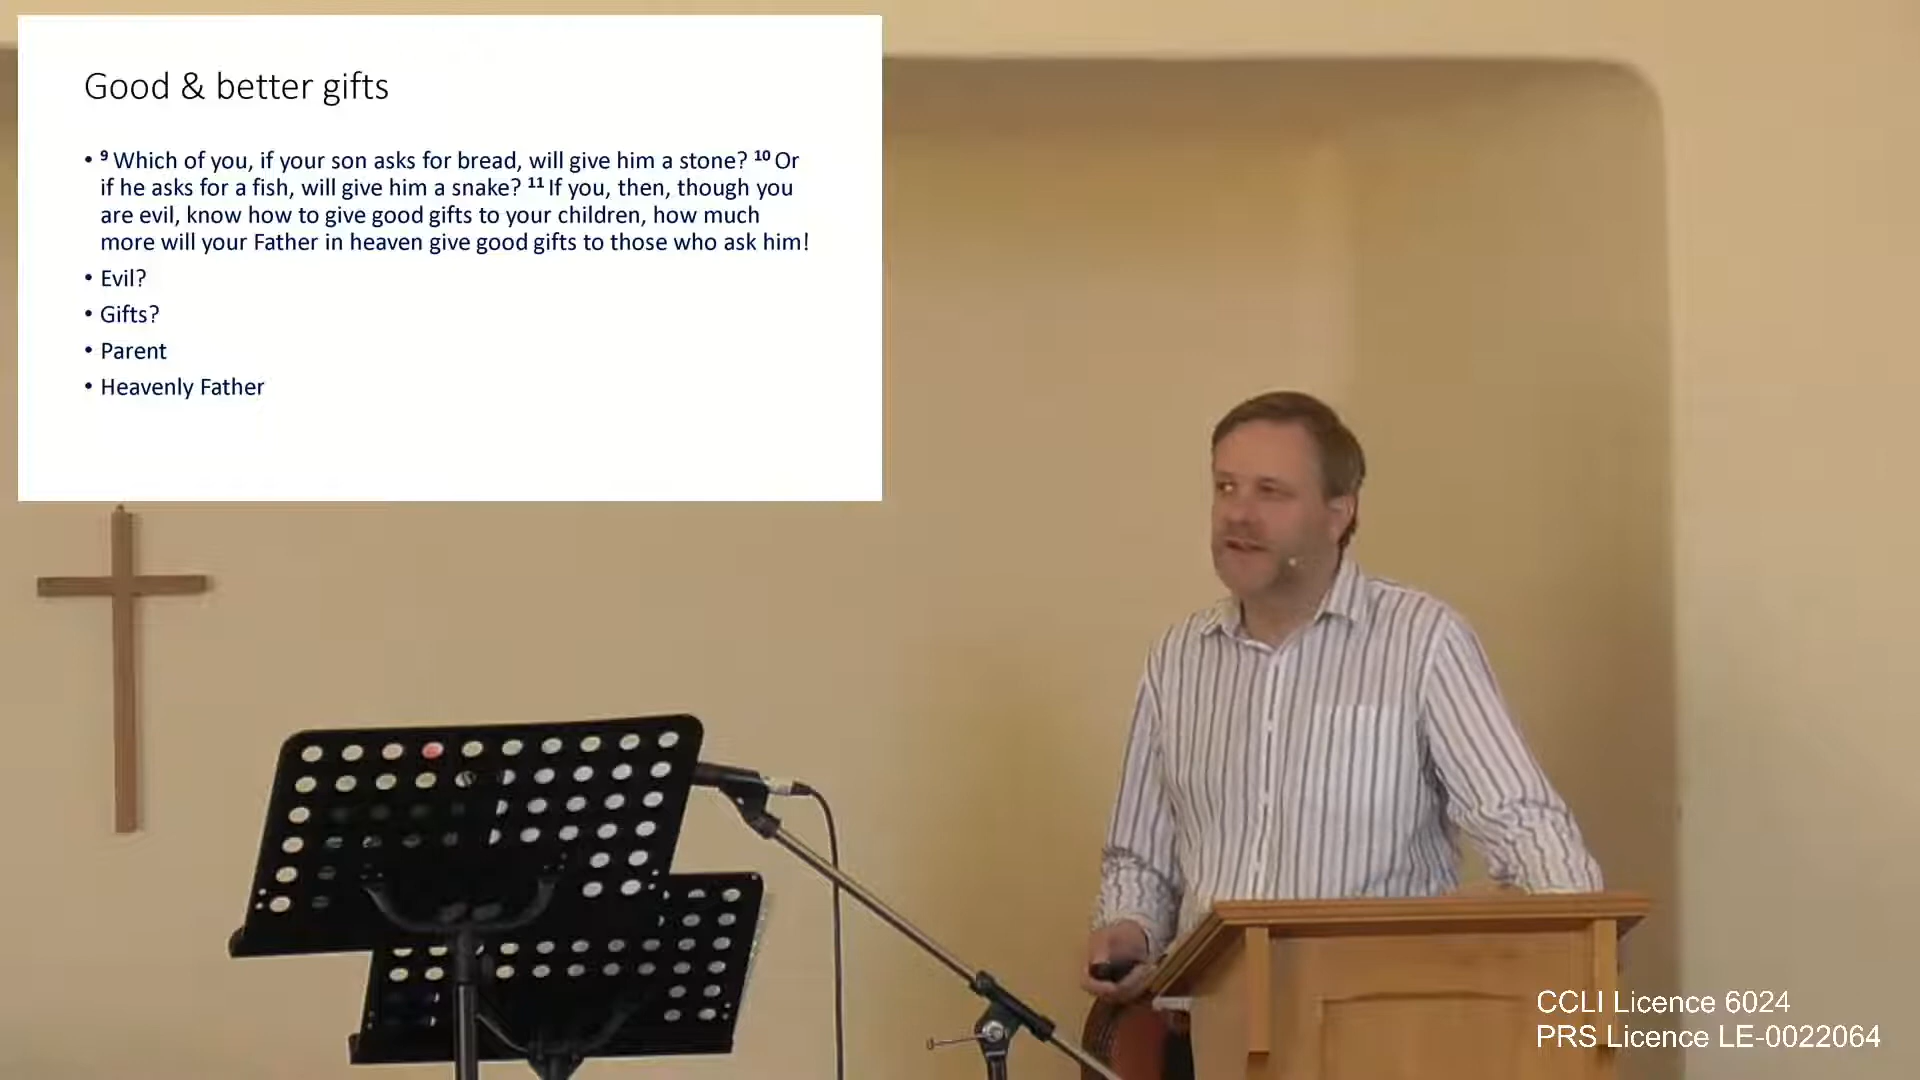 Good & better gifts
• 9 Which of you, if your son asks for bread, will give him a stone? 10 Or
if he asks for a fish, will give him a snake? 11 If you, then, though you
are evil, know how to give good gifts to your children, how much
more will your Father in heaven give good gifts to those who ask him!
• Evil?
• Gifts?
• Parent
• Heavenly Father
CCLI Licence 6024
PRS Licence LE-0022064